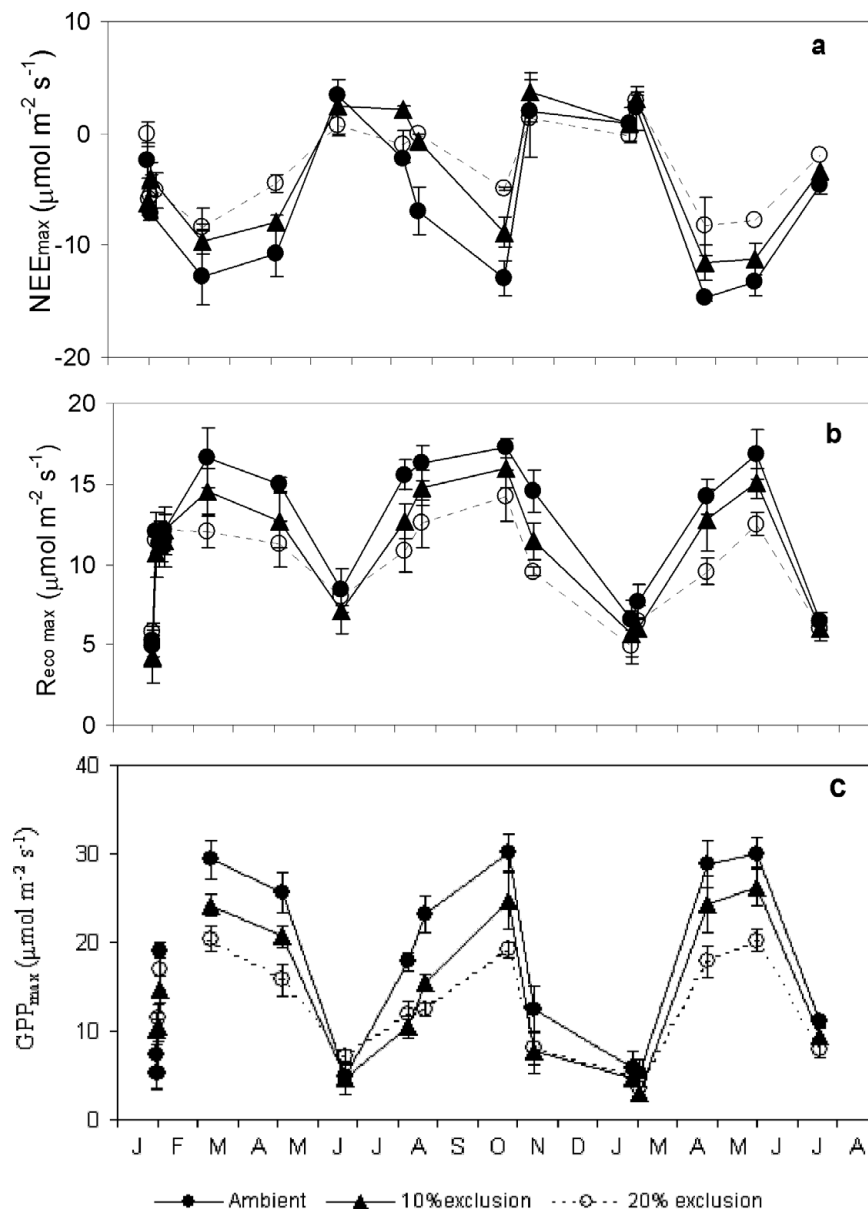 10
0
-10
-20
NEEmax (μmol m-2 s-1)
a
20
15
10
5
0
Reco max (μmol m-2 s-1)
b
40
30
20
10
0
GPPmax (μmol m-2 s-1)
c
J F M A M J J A S O N D J M A M J A
Ambient 10%exclusion 20% exclusion